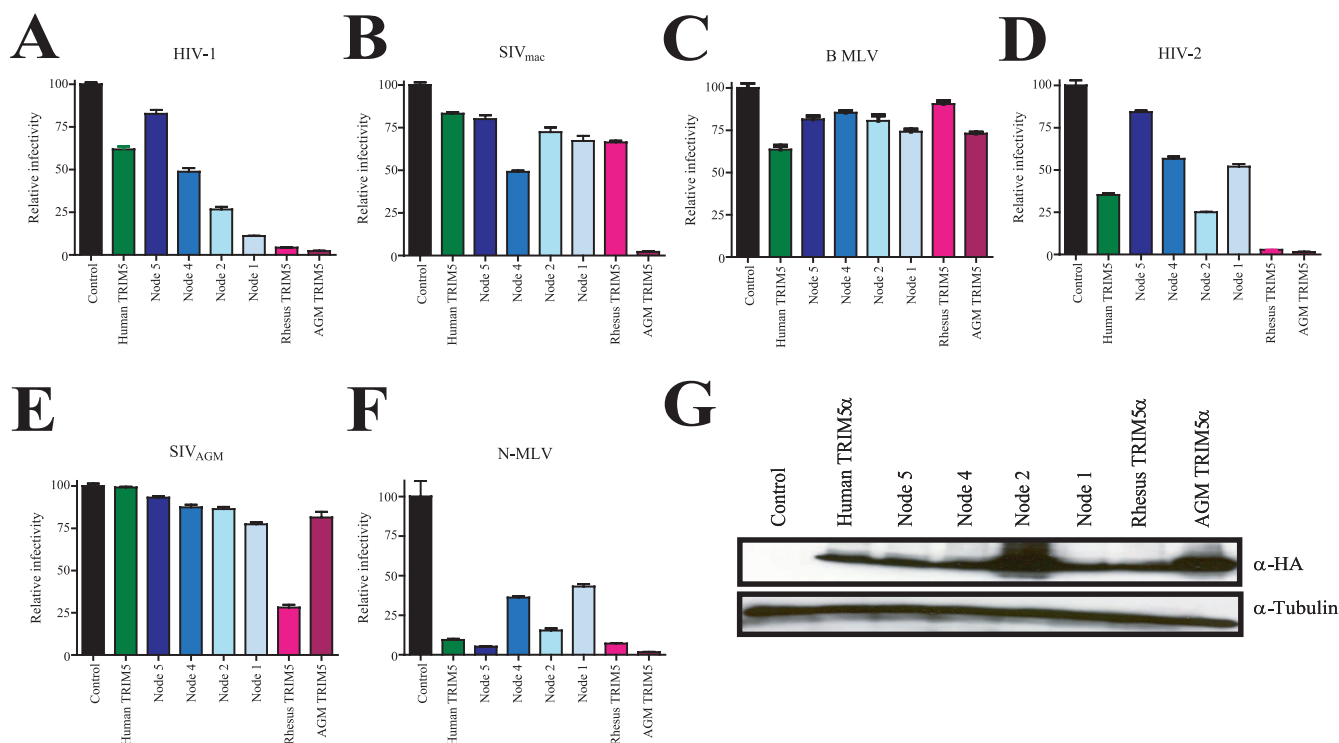 A
HIV-1
Relative infectivity
100
75
50
25
0
Control
Human TRIM5
Node 5
Node 4
Node 2
Node 1
Rhesus TRIM5
AGM TRIM5
B
SIVmac
Relative infectivity
100
75
50
25
0
Control
Human TRIM5
Node 5
Node 4
Node 2
Node 1
Rhesus TRIM5
AGM TRIM5
C
B MLV
Relative infectivity
100
75
50
25
0
Control
Human TRIM5
Node 5
Node 4
Node 2
Node 1
Rhesus TRIM5
AGM TRIM5
D
HIV-2
Relative infectivity
100
75
50
25
0
Control
Human TRIM5
Node 5
Node 4
Node 2
Node 1
Rhesus TRIM5
AGM TRIM5
E
SIVAGM
Relative infectivity
100
75
50
25
0
Control
Human TRIM5
Node 5
Node 4
Node 2
Node 1
Rhesus TRIM5
AGM TRIM5
F
N-MLV
Relative infectivity
100
75
50
25
0
Control
Human TRIM5
Node 5
Node 4
Node 2
Node 1
Rhesus TRIM5
AGM TRIM5
G
Control
Human TRIM5α
Node 5
Node 4
Node 2
Node 1
Rhesus TRIM5α
AGM TRIM5α
α-HA
α-Tubulin